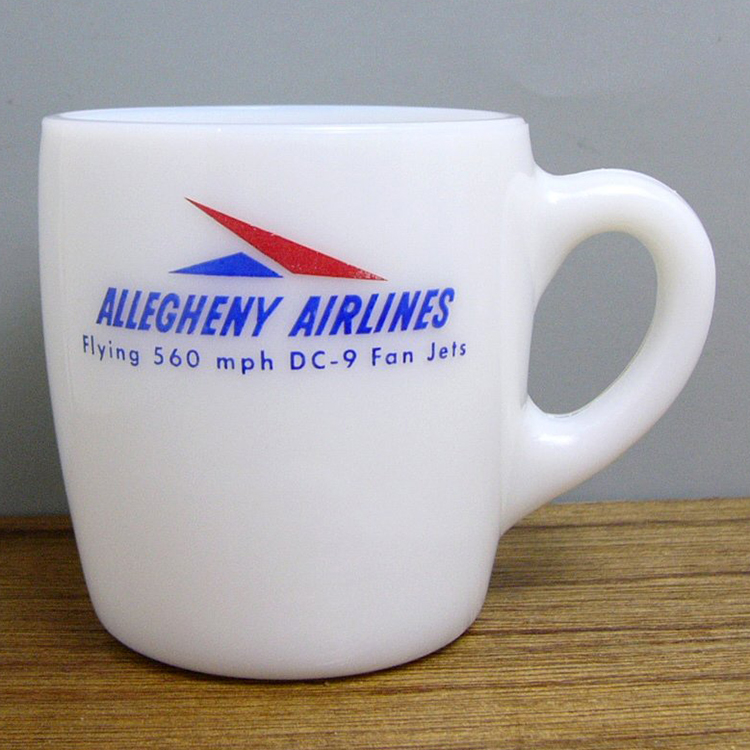 ALLEGHENY AIRLINES
Flying 560 mph DC-9 Fan Jets